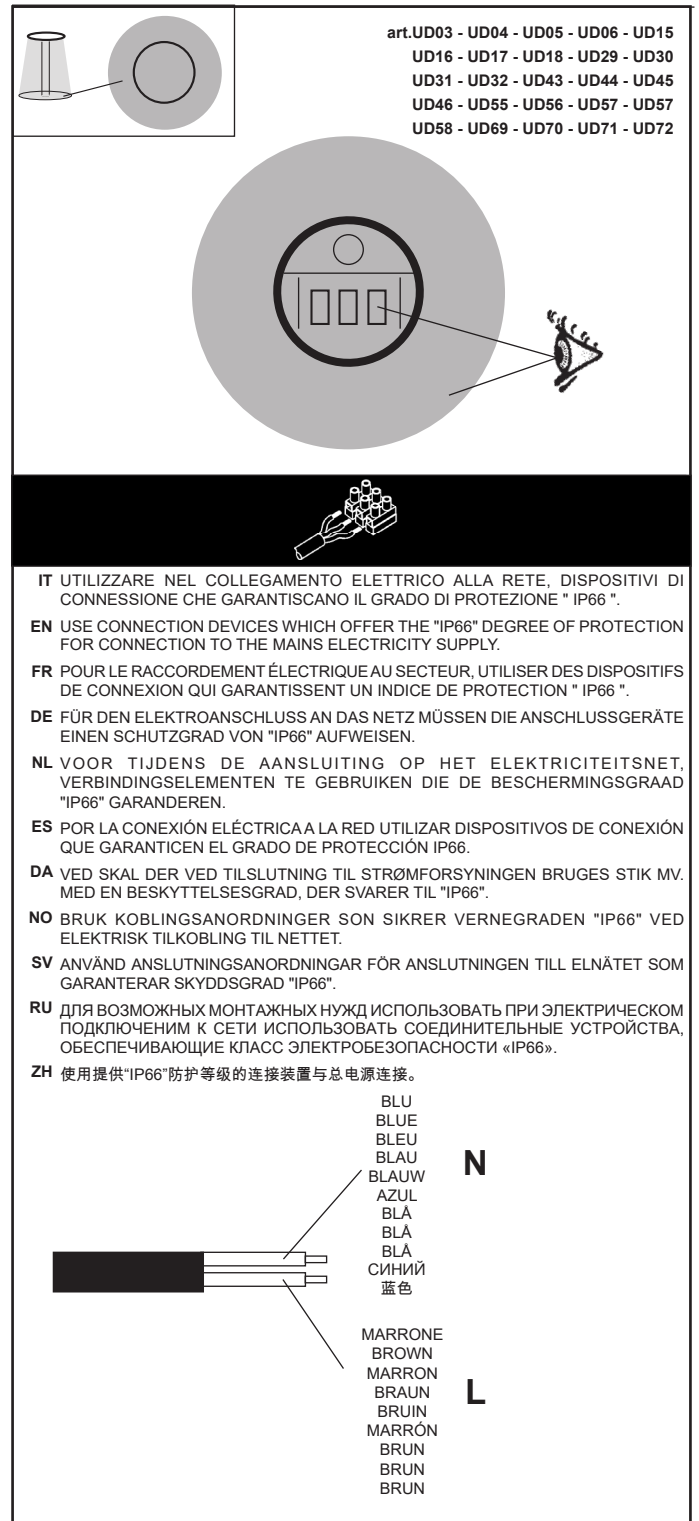 art.UD03 - UD04 - UD05 - UD06 - UD15
UD16 - UD17 - UD18 - UD29 - UD30
UD31 - UD32 - UD43 - UD44 - UD45
UD46 - UD55 - UD56 - UD57 - UD57
UD58 - UD69 - UD70 - UD71 - UD72
IT UTILIZZARE NEL COLLEGAMENTO ELETTRICO ALLA RETE, DISPOSITIVI DI
CONNESSIONE CHE GARANTISCANO IL GRADO DI PROTEZIONE " IP66 ".
EN USE CONNECTION DEVICES WHICH OFFER THE "IP66" DEGREE OF PROTECTION
FOR CONNECTION TO THE MAINS ELECTRICITY SUPPLY.
FR POUR LE RACCORDEMENT ÉLECTRIQUE AU SECTEUR, UTILISER DES DISPOSITIFS
DE CONNEXION QUI GARANTISSENT UN INDICE DE PROTECTION " IP66 ".
DE FÜR DEN ELEKTROANSCHLUSS AN DAS NETZ MÜSSEN DIE ANSCHLUSSGERÄTE
EINEN SCHUTZGRAD VON "IP66" AUFWEISEN.
NL VOOR TIJDENS DE AANSLUITING OP HET ELEKTRICITEITSNET,
VERBINDINGSELEMENTEN TE GEBRUIKEN DIE DE BESCHERMINGSGRAAD
"IP66" GARANDEREN.
ES POR LA CONEXIÓN ELÉCTRICA A LA RED UTILIZAR DISPOSITIVOS DE CONEXIÓN
QUE GARANTICEN EL GRADO DE PROTECCIÓN IP66.
DA VED SKAL DER VED TILSLUTNING TIL STRØMFORSYNINGEN BRUGES STIK MV.
MED EN BESKYTTELSESGRAD, DER SVARER TIL "IP66".
NO BRUK KOBLINGSANORDNINGER SON SIKRER VERNEGRADEN "IP66" VED
ELEKTRISK TILKOBLING TIL NETTET.
SV ANVÄND ANSLUTNINGSANORDNINGAR FÖR ANSLUTNINGEN TILL ELNÄTET SOM
GARANTERAR SKYDDSGRAD "IP66".
RU ДЛЯ ВОЗМОЖНЫХ МОНТАЖНЫХ НУЖД ИСПОЛЬЗОВАТЬ ПРИ ЭЛЕКТРИЧЕСКОМ
ПОДКЛЮЧЕНИМ К СЕТИ ИСПОЛЬЗОВАТЬ СОЕДИНИТЕЛЬНЫЕ УСТРОЙСТВА,
ОБЕСПЕЧИВАЮЩИЕ КЛАСС ЭЛЕКТРОБЕЗОПАСНОСТИ «IP66».
ZH 使用提供“IP66”防护等级的连接装置与总电源连接。
BLU
BLUE
BLEU
BLAU
BLAUW
AZUL
BLÅ
BLÅ
BLÅ
СИНИЙ
蓝色
N
MARRONE
BROWN
MARRON
BRAUN
BRUIN
MARRÓN
BRUN
BRUN
BRUN
L